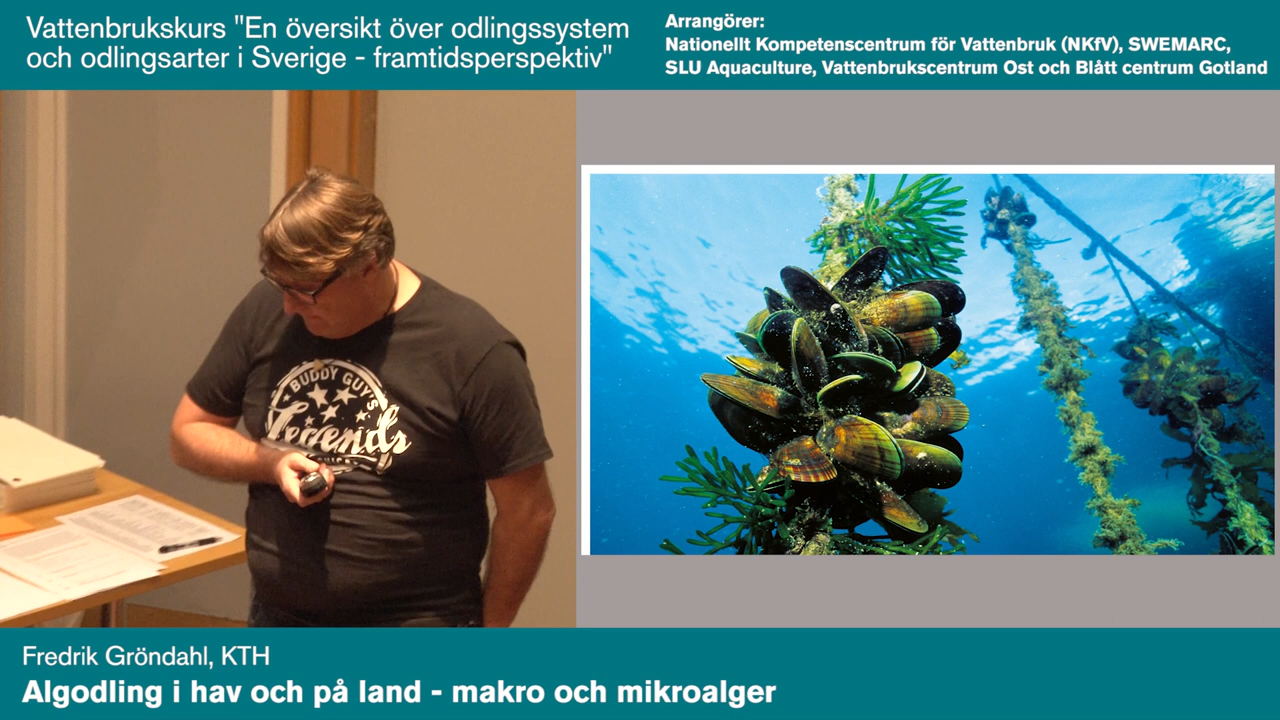 Vattenbrukskurs "En översikt över odlingssystem
och odlingsarter i Sverige - framtidsperspektiv"
Arrangörer:
Nationellt Kompetenscentrum för Vattenbruk (NKfV), SWEMARC,
SLU Aquaculture, Vattenbrukscentrum Ost och Blått centrum Gotland
BUDDY GUY'S
Legends
Fredrik Gröndahl, KTH
Algodling i hav och på land - makro och mikroalger